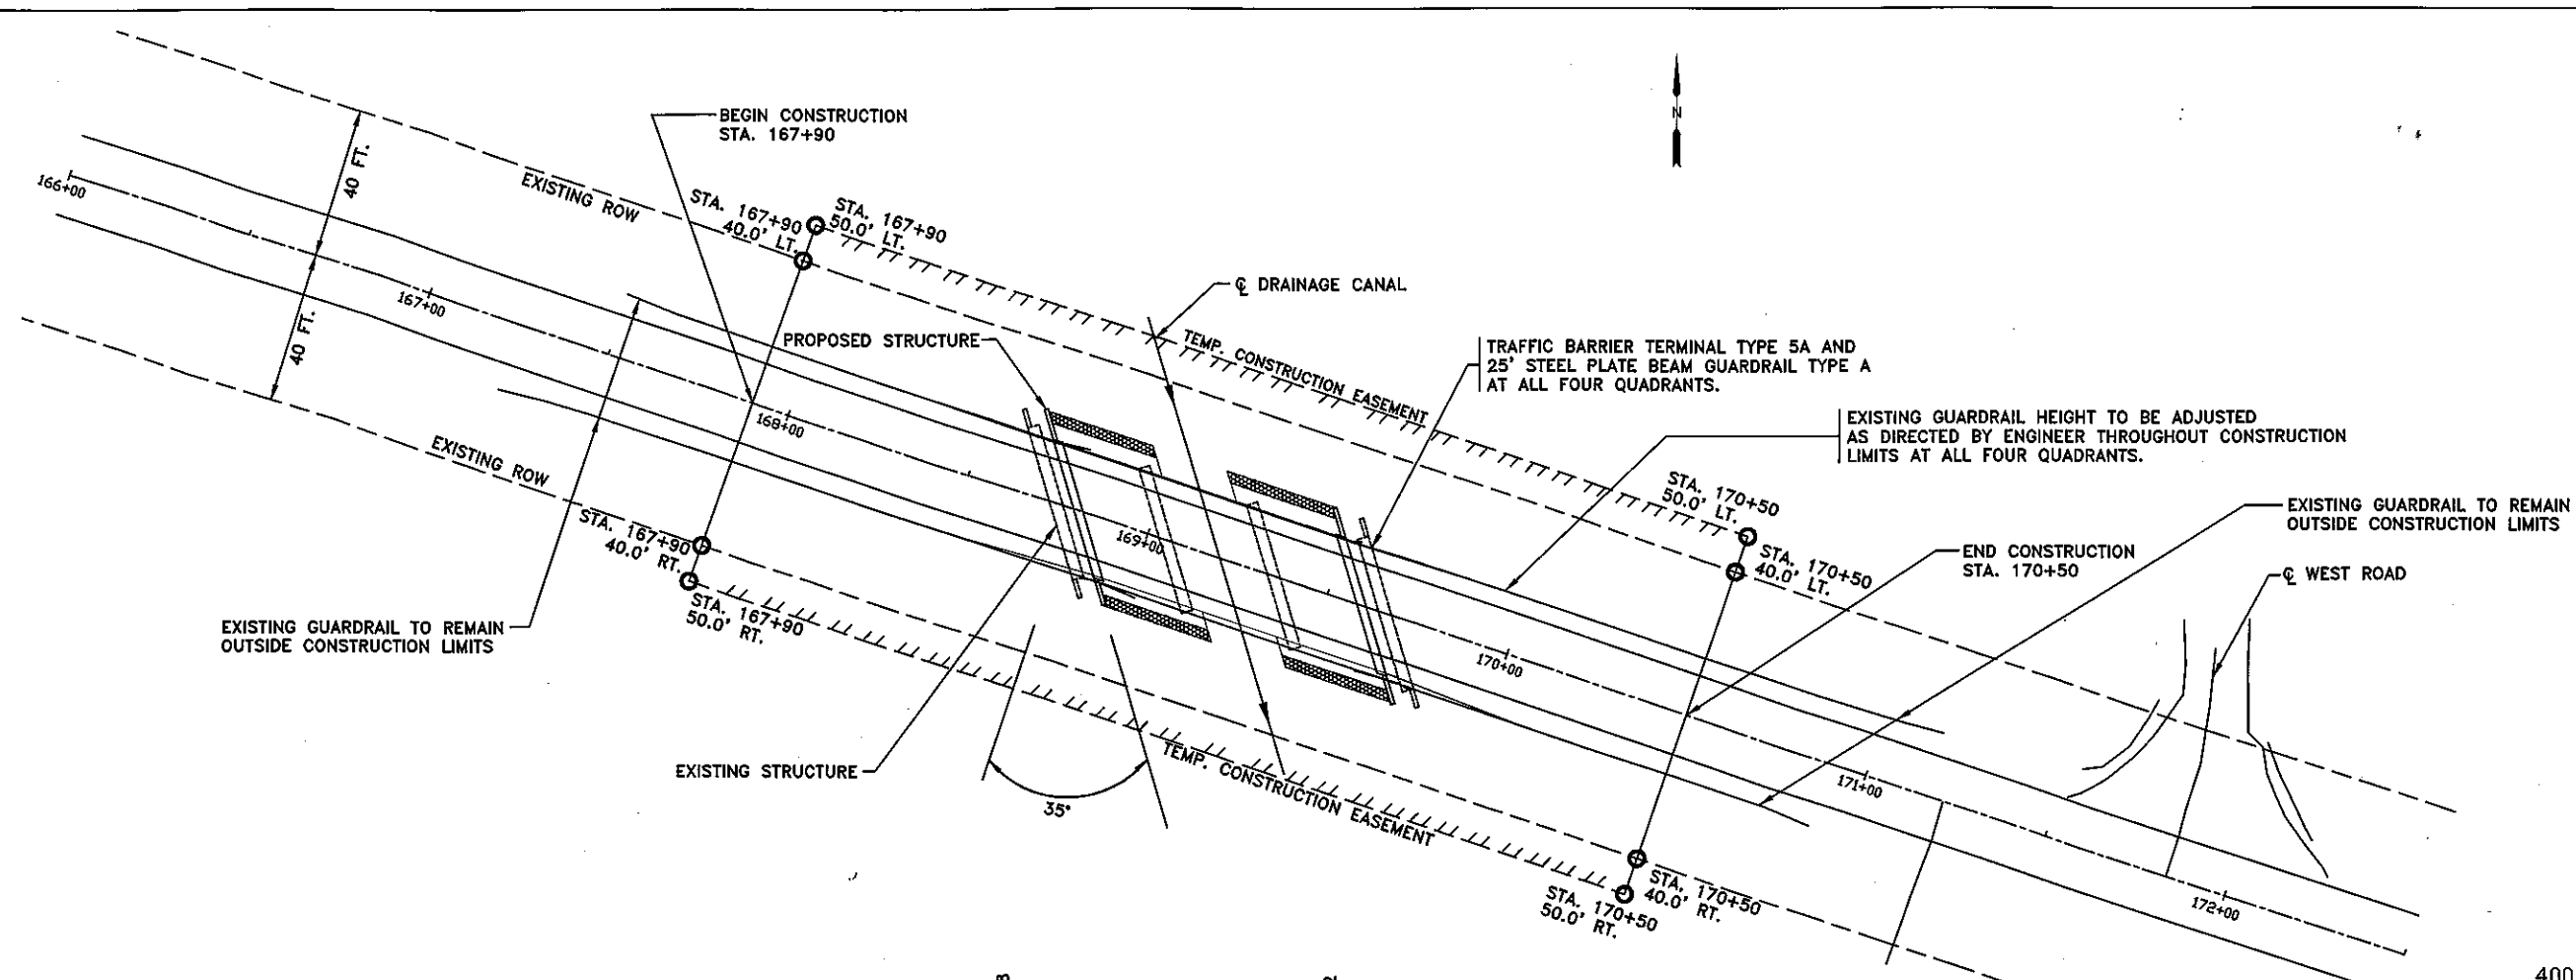 BEGIN CONSTRUCTION
STA. 167+90
N
40 FT.
166+00
EXISTING ROW
STA. 167+90
40.0' LT.
STA. 167+90
50.0' LT.
℄ DRAINAGE CANAL
167+00
40 FT.
PROPOSED STRUCTURE
TEMP. CONSTRUCTION EASEMENT
TRAFFIC BARRIER TERMINAL TYPE 5A AND
25' STEEL PLATE BEAM GUARDRAIL TYPE A
AT ALL FOUR QUADRANTS.
EXISTING GUARDRAIL HEIGHT TO BE ADJUSTED
AS DIRECTED BY ENGINEER THROUGHOUT CONSTRUCTION
LIMITS AT ALL FOUR QUADRANTS.
168+00
EXISTING ROW
STA. 170+50
50.0' LT.
EXISTING GUARDRAIL TO REMAIN
OUTSIDE CONSTRUCTION LIMITS
STA. 167+90
40.0' RT.
169+00
STA. 170+50
40.0' LT.
END CONSTRUCTION
STA. 170+50
℄ WEST ROAD
STA. 167+90
50.0' RT.
EXISTING GUARDRAIL TO REMAIN
OUTSIDE CONSTRUCTION LIMITS
170+00
EXISTING STRUCTURE
35°
TEMP. CONSTRUCTION EASEMENT
171+00
STA. 170+50
40.0' RT.
STA. 170+50
50.0' RT.
172+00
400